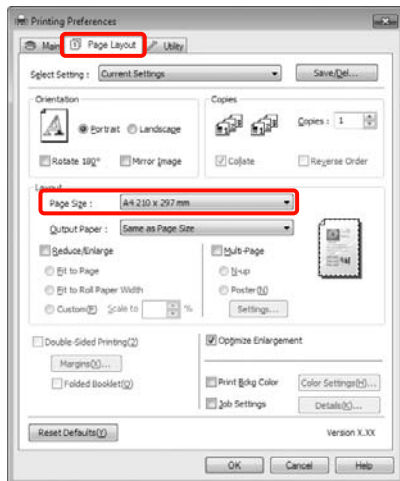 Printing Preferences
Main Page Layout Utility
Select Setting : Current Settings Save/Del...
Orientation Copies
Portrait Landscape Copies : 1
Rotate 180° Mirror Image Collate Reverse Order
Layout
Page Size : A4 210 x 297 mm
Output Paper : Same as Page Size
Reduce/Enlarge Multi-Page
Fit to Page N-up
Fit to Roll Paper Width Poster(N)
Custom(F) Scale to % Settings...
Double-Sided Printing(2) Optimize Enlargement
Margins(X)...
Folded Booklet(Q) Print Bckg Color Color Settings(H)...
Job Settings Details(K)...
Reset Defaults(Y) Version X.XX
OK Cancel Help